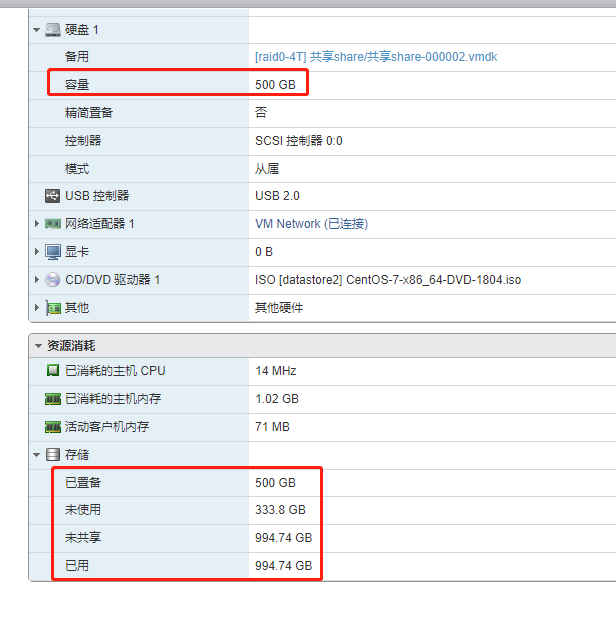 硬盘 1
备用 [raid0-4T] 共享share/共享share-000002.vmdk
容量 500 GB
精简置备 否
控制器 SCSI 控制器 0:0
模式 从属
USB 控制器 USB 2.0
网络适配器 1 VM Network (已连接)
显卡 0 B
CD/DVD 驱动器 1 ISO [datastore2] CentOS-7-x86_64-DVD-1804.iso
其他 其他硬件
资源消耗
已消耗的主机 CPU 14 MHz
已消耗的主机内存 1.02 GB
活动客户机内存 71 MB
存储
已置备 500 GB
未使用 333.8 GB
未共享 994.74 GB
已用 994.74 GB